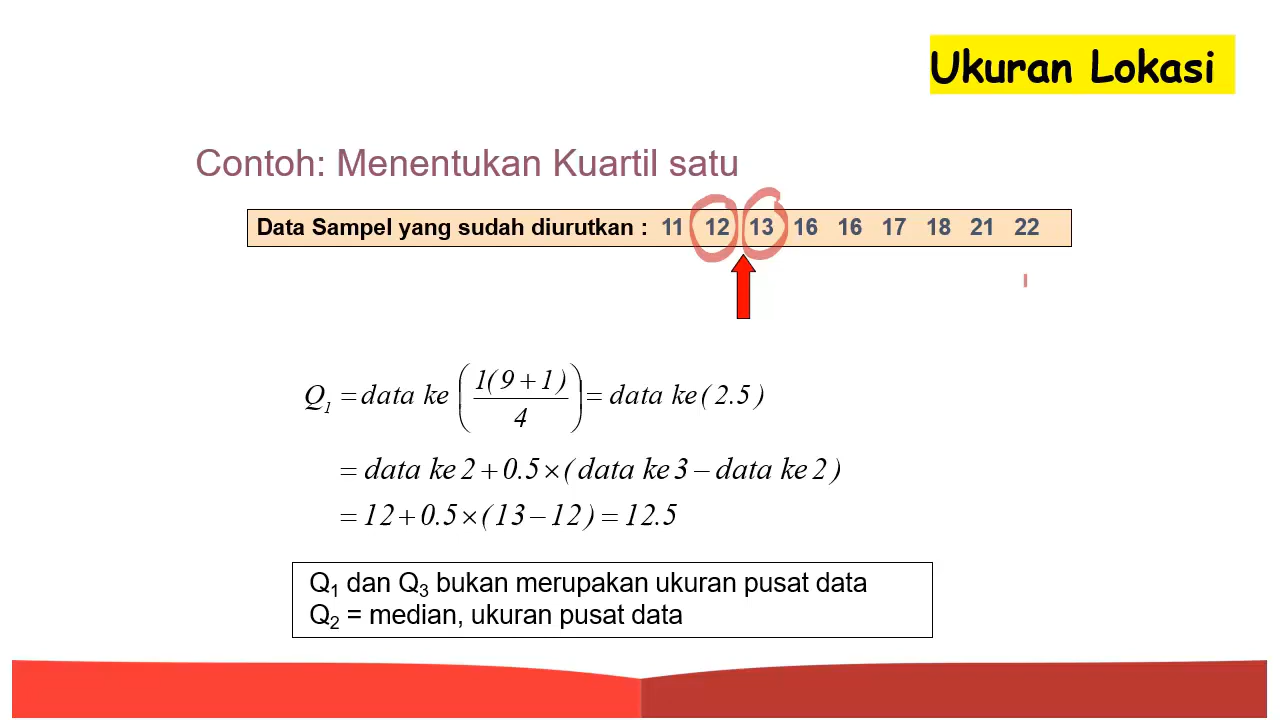 Ukuran Lokasi
Contoh: Menentukan Kuartil satu
Data Sampel yang sudah diurutkan : 11 12 13 16 16 17 18 21 22
Q₁ = data ke (1(9+1)/4) = data ke (2.5)
= data ke 2 + 0.5 × (data ke 3 − data ke 2)
= 12 + 0.5 × (13 − 12) = 12.5
Q₁ dan Q₃ bukan merupakan ukuran pusat data
Q₂ = median, ukuran pusat data